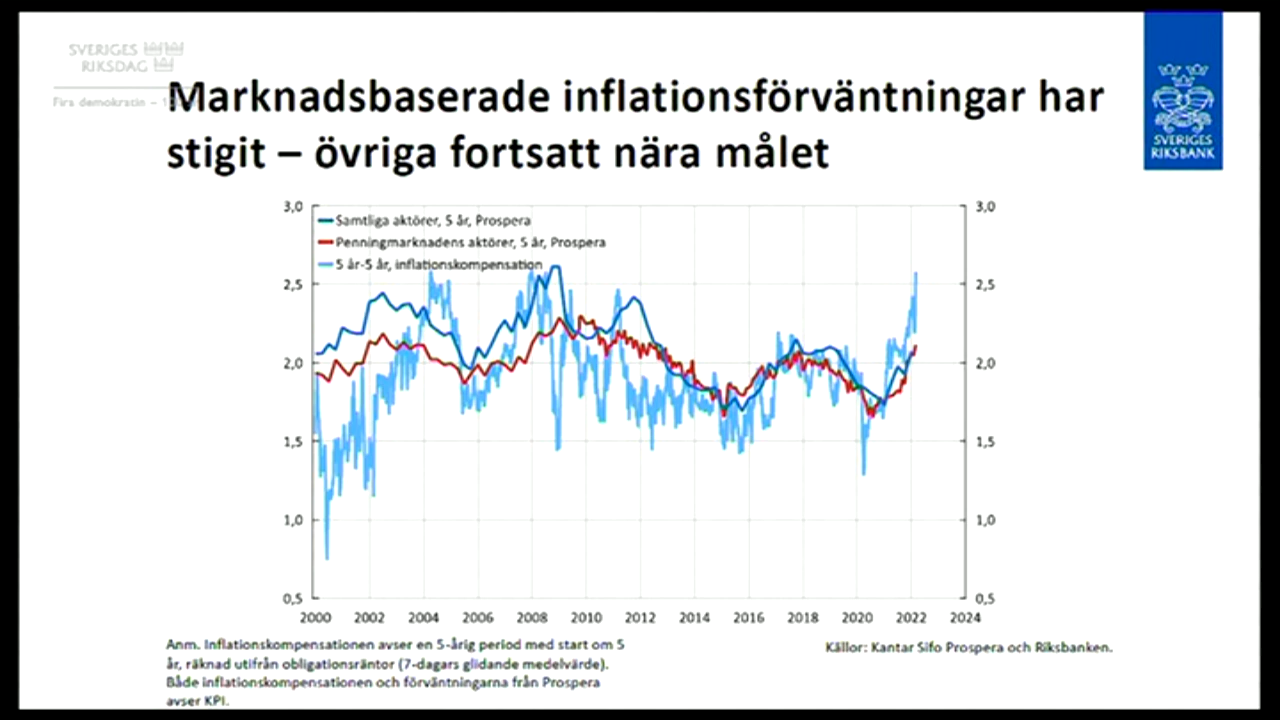 SVERIGES
RIKSDAG
Fira demokratin – 1
Marknadsbaserade inflationsförväntningar har
stigit – övriga fortsatt nära målet
SVERIGES
RIKSBANK
3,0
2,5
2,0
1,5
1,0
0,5
Samtliga aktörer, 5 år, Prospera
Penningmarknadens aktörer, 5 år, Prospera
5 år-5 år, inflationskompensation
3,0
2,5
2,0
1,5
1,0
0,5
2000 2002 2004 2006 2008 2010 2012 2014 2016 2018 2020 2022 2024
Anm. Inflationskompensationen avser en 5-årig period med start om 5
år, räknad utifrån obligationsräntor (7-dagars glidande medelvärde).
Både inflationskompensationen och förväntningarna från Prospera
avser KPI.
Källor: Kantar Sifo Prospera och Riksbanken.